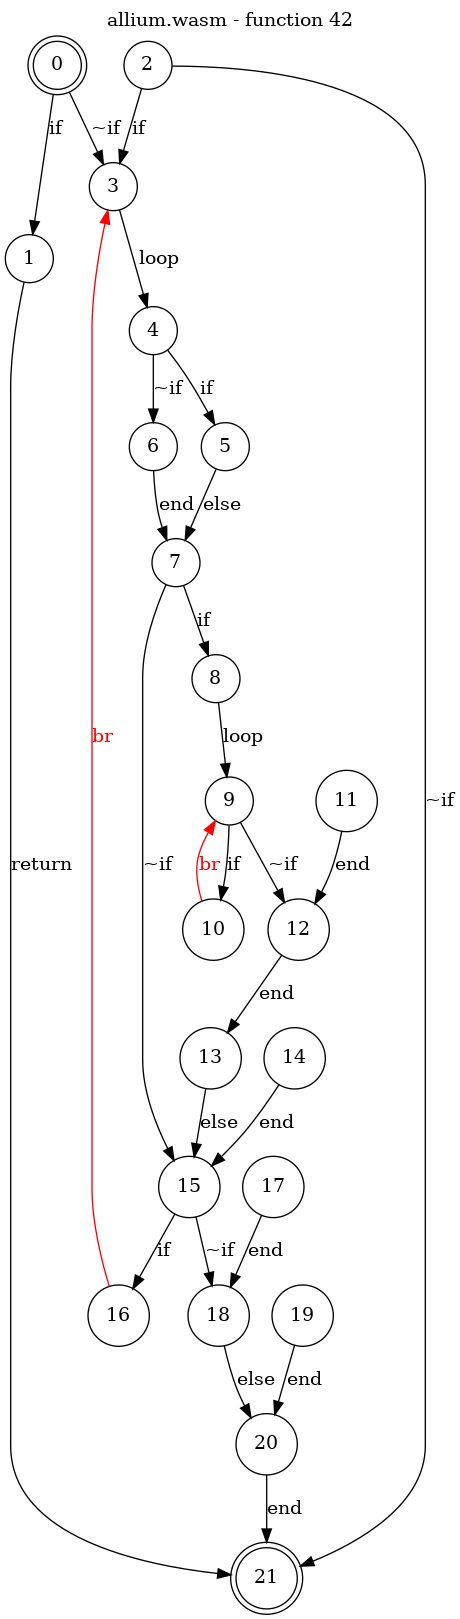 allium.wasm - function 42
0
2
if
~if
if
3
1
loop
4
~if
if
6
5
end
else
7
if
8
br
loop
9
11
~if
return
~if
br
if
~if
end
10
12
end
13
14
else
end
15
17
if
~if
end
16
18
19
else
end
20
end
21